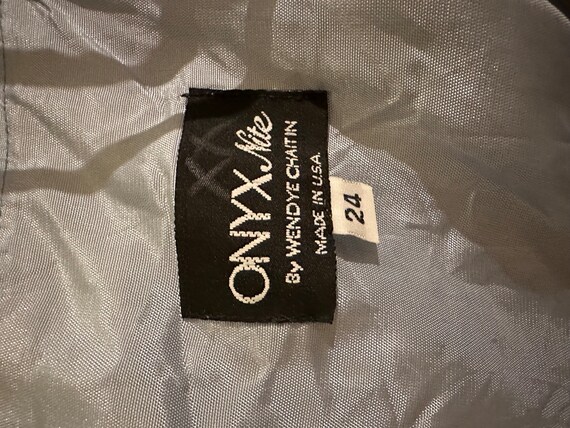 ONYX Nite
By WENDYE CHAITIN
MADE IN U.S.A.
24